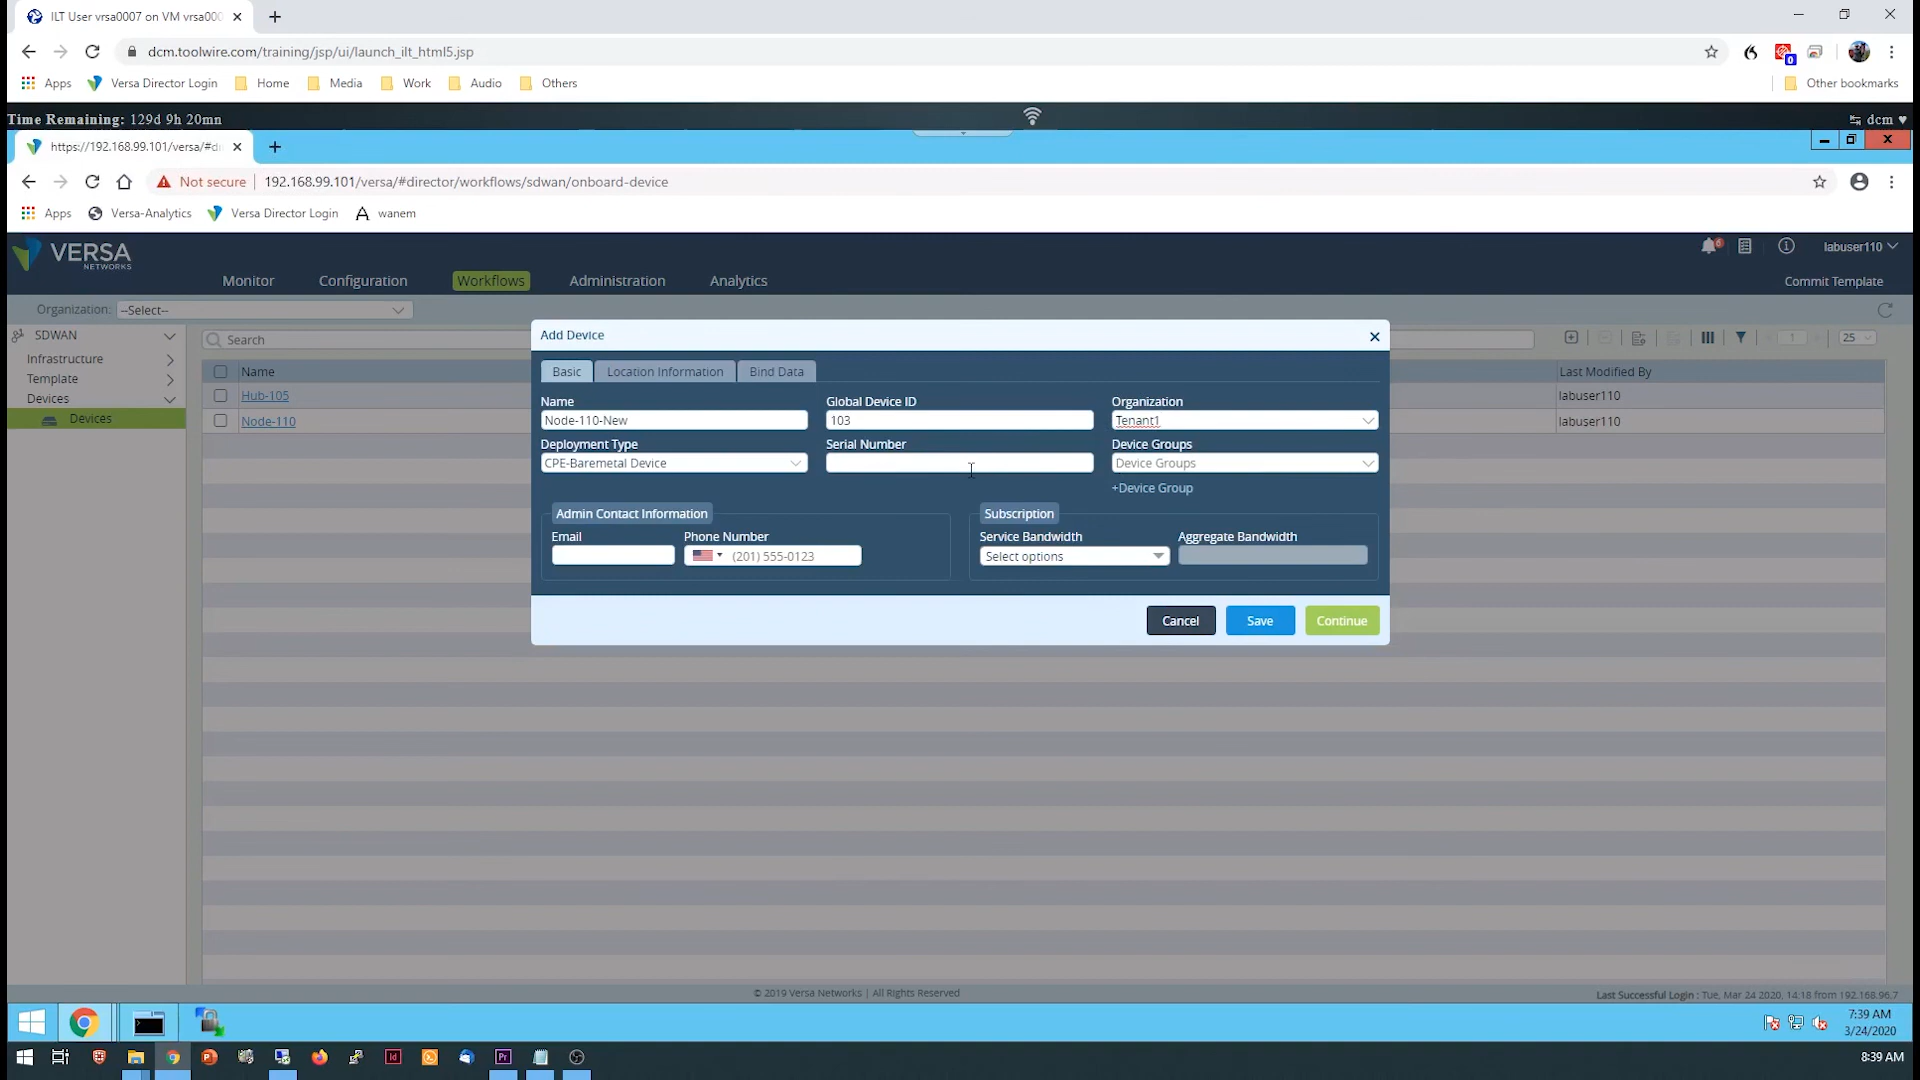 ILT User vrsa0007 on VM vrsa000
dcm.toolwire.com/training/jsp/ui/launch_ilt_html5.jsp
0
Apps Versa Director Login Home Media Work Audio Others Other bookmarks
Time Remaining: 129d 9h 20mn dcm
https://192.168.99.101/versa/#di
Not secure 192.168.99.101/versa/#director/workflows/sdwan/onboard-device
Apps Versa-Analytics Versa Director Login wanem
VERSA
NETWORKS
6
labuser110
Monitor Configuration Workflows Administration Analytics Commit Template
Organization: --Select--
SDWAN
Infrastructure
Template
Devices
Devices
Search
1 25
Name Last Modified By
Hub-105 labuser110
Node-110 labuser110
Add Device
Basic Location Information Bind Data
Name Global Device ID Organization
Node-110-New 103 Tenant1
Deployment Type Serial Number Device Groups
CPE-Baremetal Device Device Groups
+Device Group
Admin Contact Information Subscription
Email Phone Number Service Bandwidth Aggregate Bandwidth
(201) 555-0123 Select options
Cancel Save Continue
© 2019 Versa Networks | All Rights Reserved
Last Successful Login : Tue, Mar 24 2020, 14:18 from 192.168.96.7
7:39 AM
3/24/2020
8:39 AM